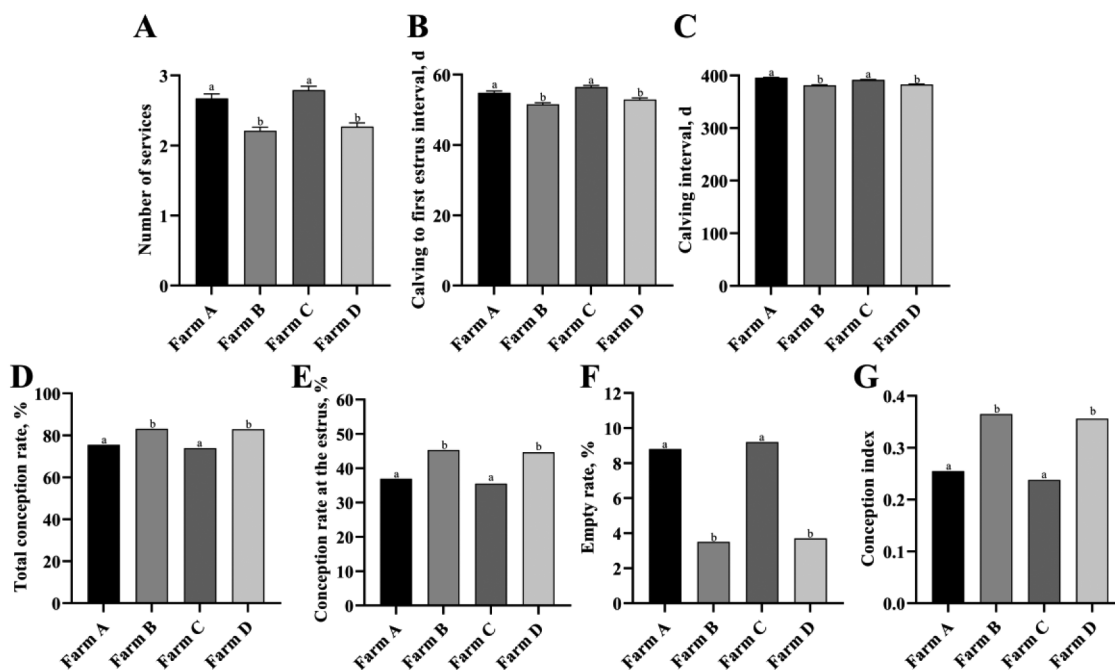 A
Number of services
3
2
1
0
a
b
a
b
Farm A
Farm B
Farm C
Farm D
B
Calving to first estrus interval, d
60
40
20
0
a
b
a
b
Farm A
Farm B
Farm C
Farm D
C
Calving interval, d
400
300
200
100
0
a
b
a
b
Farm A
Farm B
Farm C
Farm D
D
Total conception rate, %
100
80
60
40
20
0
a
b
a
b
Farm A
Farm B
Farm C
Farm D
E
Conception rate at the estrus, %
60
50
40
30
20
10
0
a
b
a
b
Farm A
Farm B
Farm C
Farm D
F
Empty rate, %
12
10
8
6
4
2
0
a
b
a
b
Farm A
Farm B
Farm C
Farm D
G
Conception index
0.4
0.3
0.2
0.1
0.0
a
b
a
b
Farm A
Farm B
Farm C
Farm D